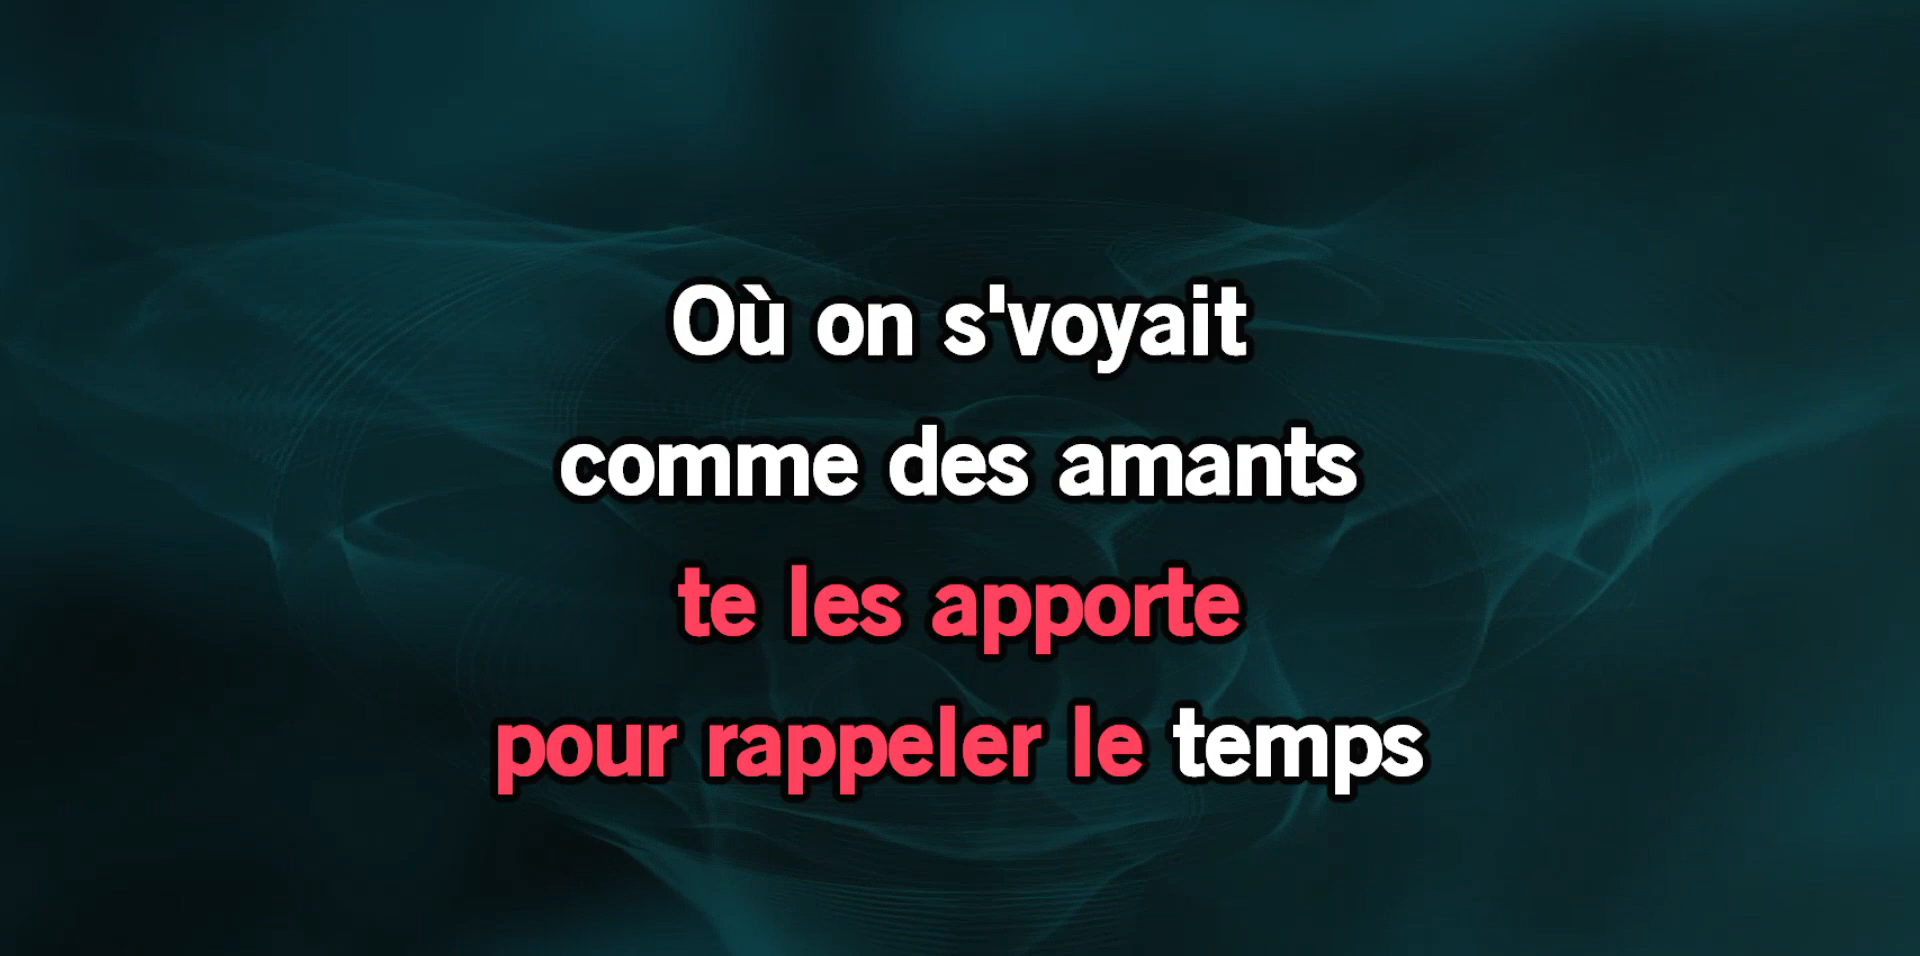 Où on s'voyait
comme des amants
te les apporte
pour rappeler le temps